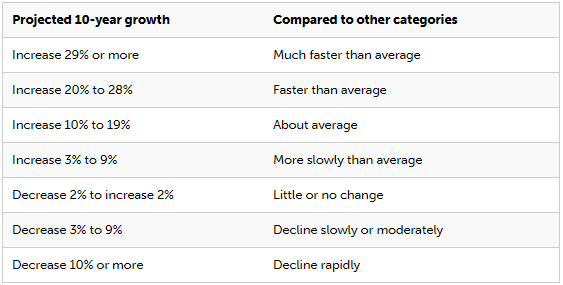 Projected 10-year growth Compared to other categories
Increase 29% or more Much faster than average
Increase 20% to 28% Faster than average
Increase 10% to 19% About average
Increase 3% to 9% More slowly than average
Decrease 2% to increase 2% Little or no change
Decrease 3% to 9% Decline slowly or moderately
Decrease 10% or more Decline rapidly